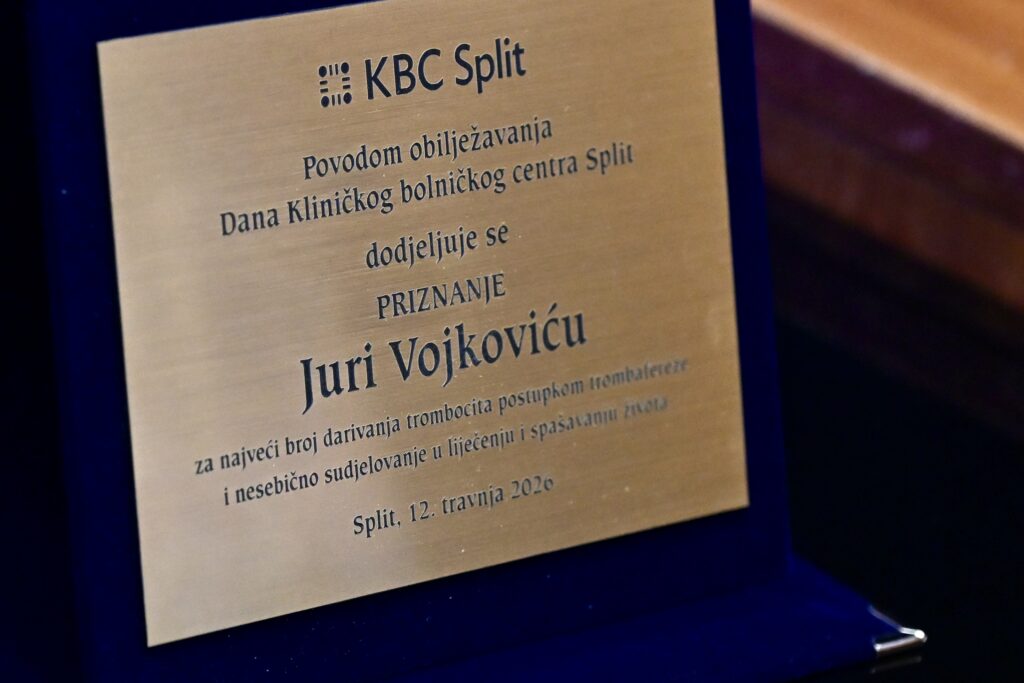 KBC Split
Povodom obilježavanja
Dana Kliničkog bolničkog centra Split
dodjeljuje se
PRIZNANJE
Juri Vojkoviću
za najveći broj darivanja trombocita postupkom trombafereze
i nesebično sudjelovanje u liječenju i spašavanju života
Split, 12. travnja 2026